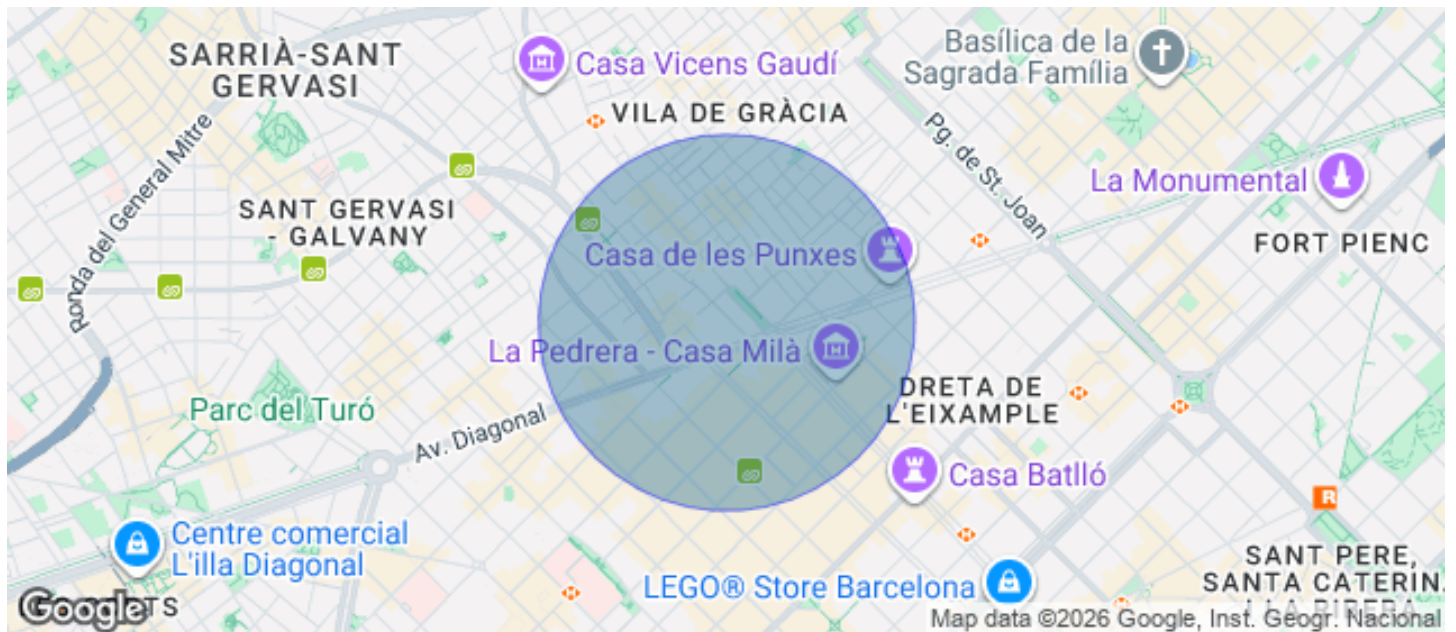 SARRIÀ-SANT
GERVASI
Casa Vicens Gaudí
Basílica de la
Sagrada Família
VILA DE GRÀCIA
Ronda del General Mitre
Pg. de St. Joan
La Monumental
SANT GERVASI
- GALVANY
Casa de les Punxes
FORT PIENC
La Pedrera - Casa Milà
DRETA DE
L'EIXAMPLE
Parc del Turó
Av. Diagonal
Casa Batlló
R
Centre comercial
L'illa Diagonal
LEGO® Store Barcelona
SANT PERE,
SANTA CATERIN
I LA RIBERA
Google
Map data ©2026 Google, Inst. Geogr. Nacional